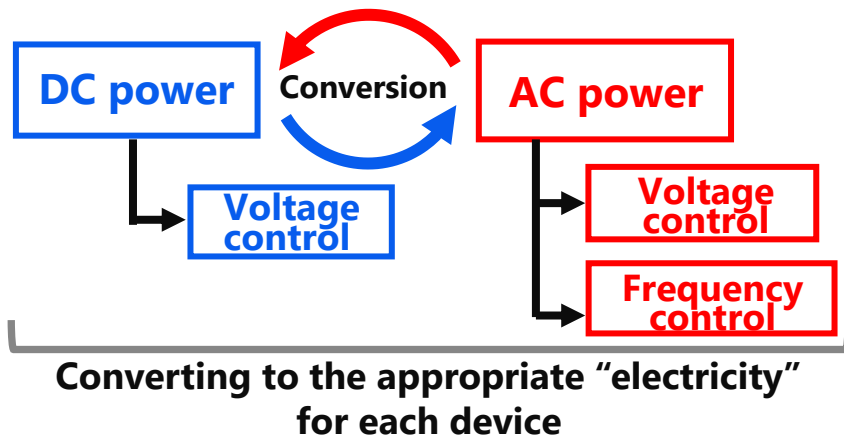 DC power
Conversion
AC power
Voltage
control
Voltage
control
Frequency
control
Converting to the appropriate “electricity”
for each device